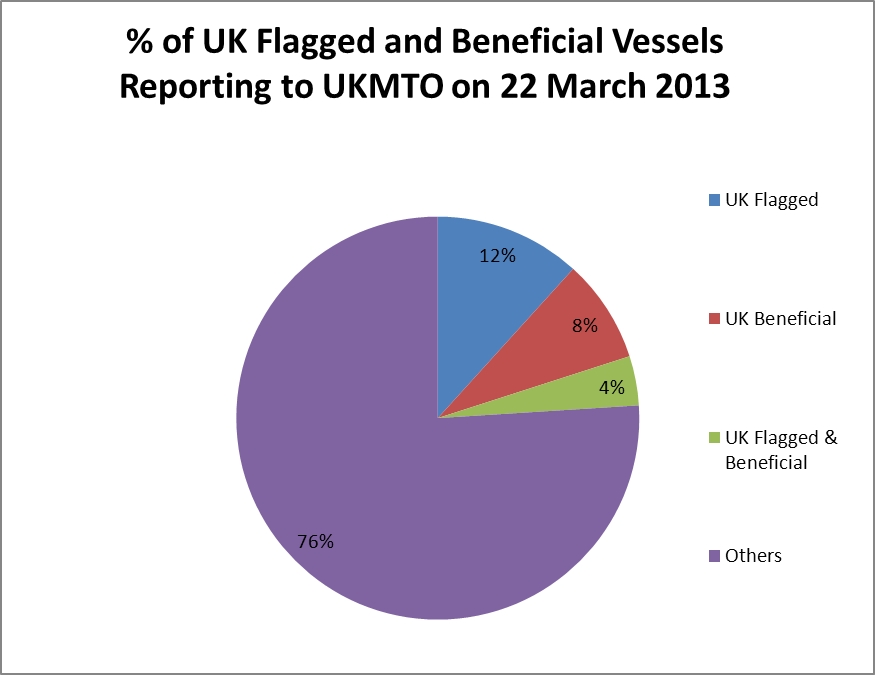 % of UK Flagged and Beneficial Vessels
Reporting to UKMTO on 22 March 2013
UK Flagged
12%
UK Beneficial
8%
4%
UK Flagged &
Beneficial
76%
Others